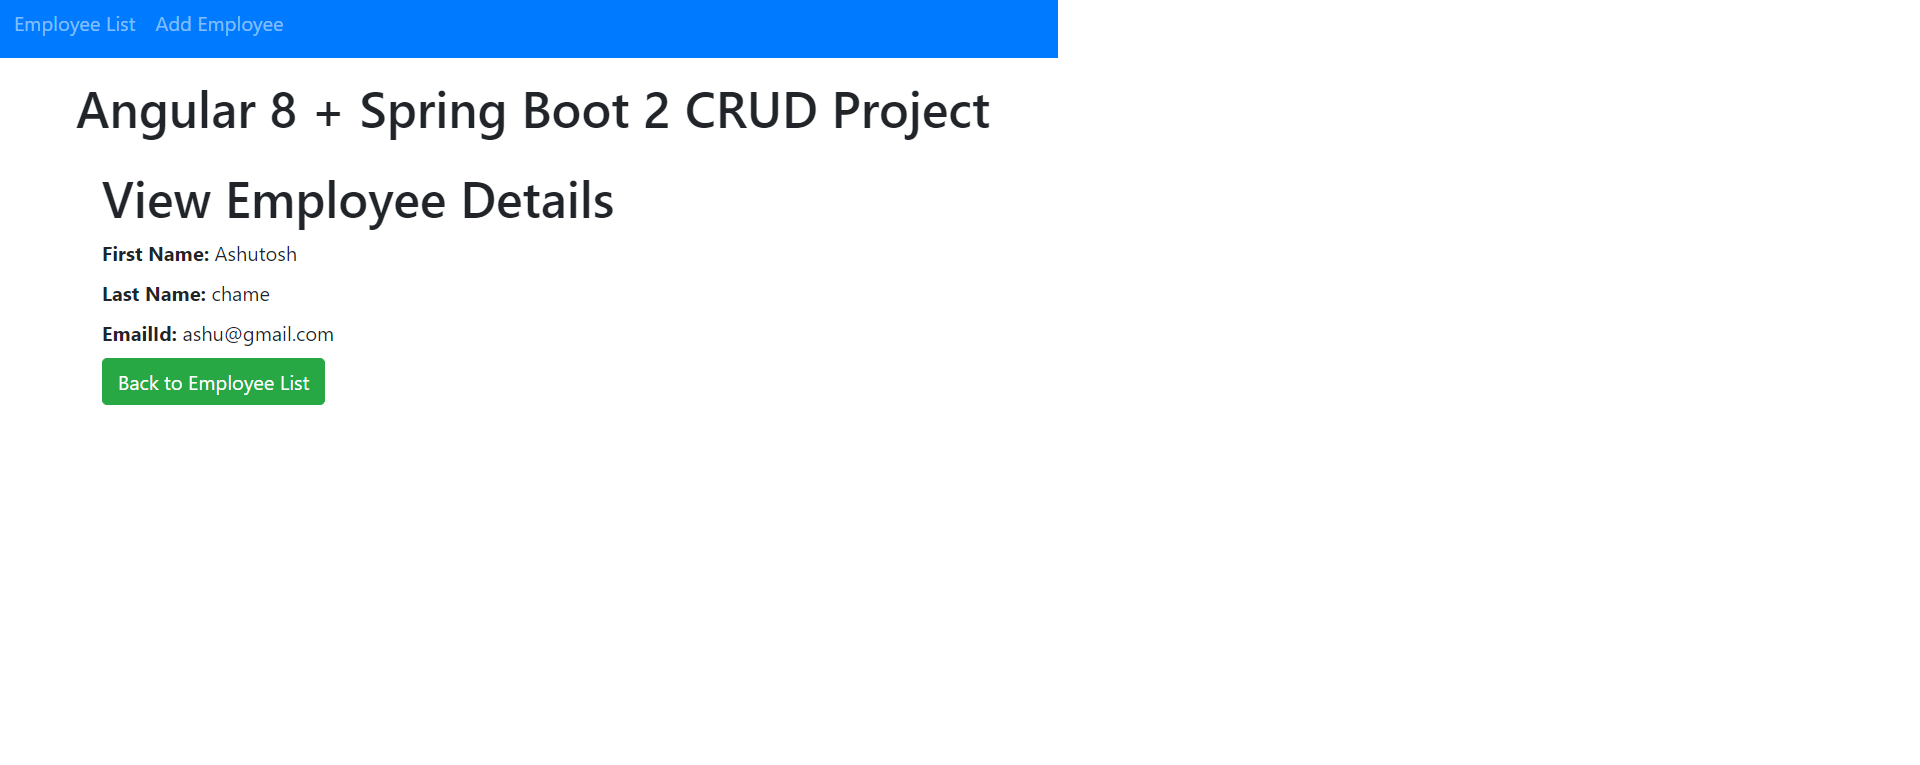 Employee List Add Employee
Angular 8 + Spring Boot 2 CRUD Project
View Employee Details
First Name: Ashutosh
Last Name: chame
EmailId: ashu@gmail.com
Back to Employee List